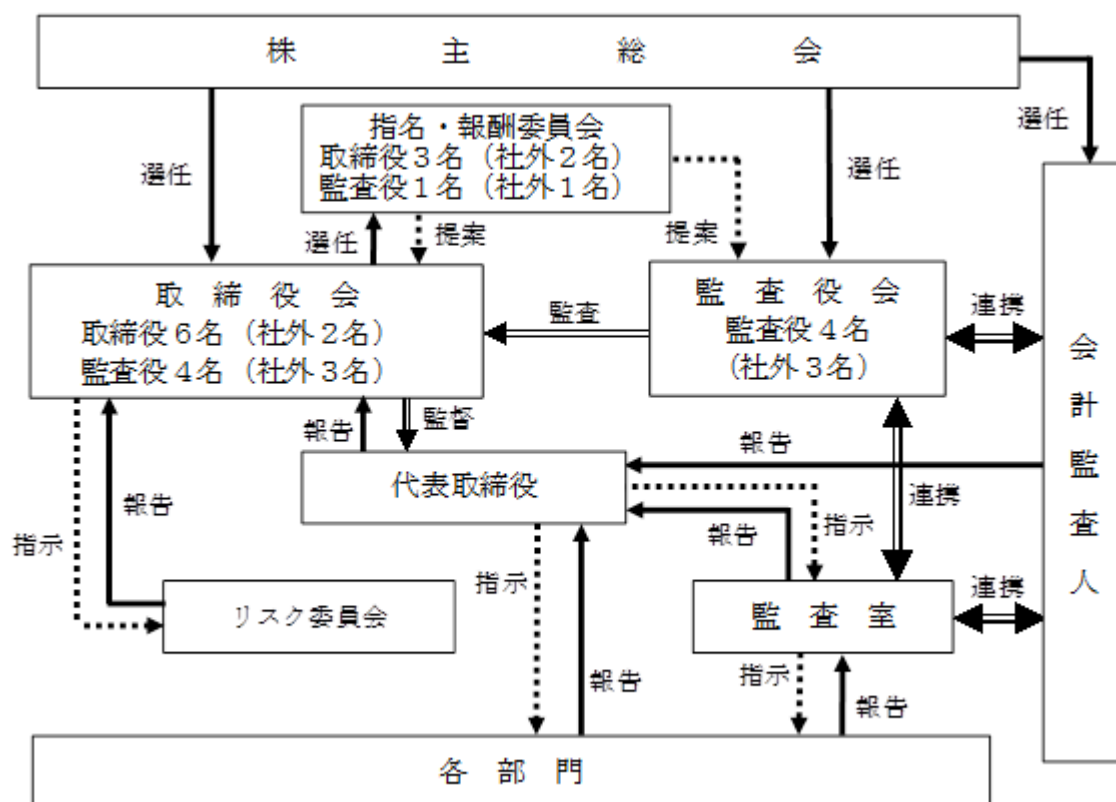 株主総会
選任
指名・報酬委員会
取締役３名（社外２名）
監査役１名（社外１名）
選任
選任
選任
提案
提案
取締役会
取締役６名（社外２名）
監査役４名（社外３名）
監査
監査役会
監査役４名
（社外３名）
連携
会計監査人
報告
監督
報告
代表取締役
報告
指示
連携
報告
指示
指示
リスク委員会
監査室
連携
報告
指示
報告
各部門